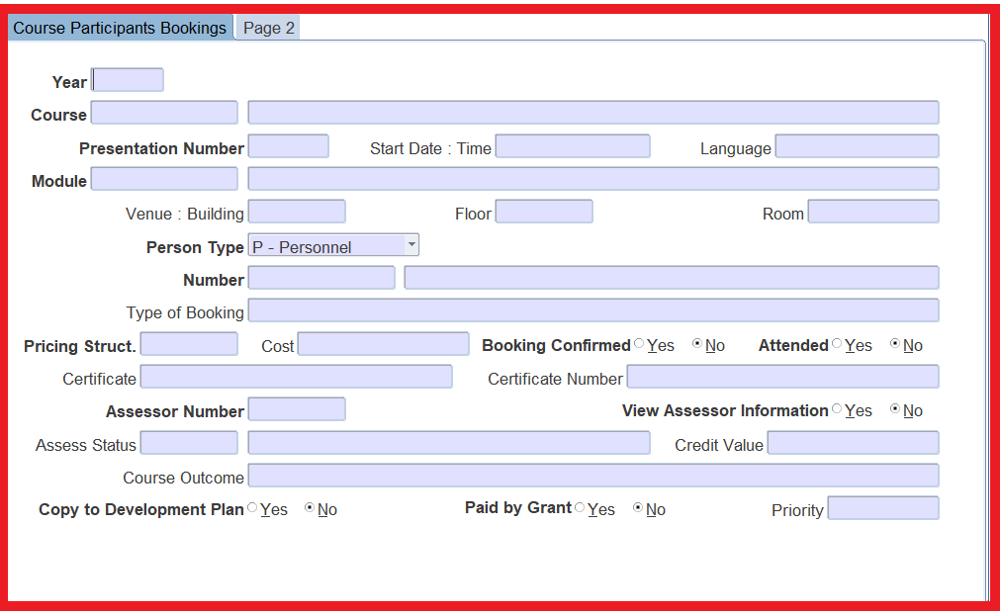 Course Participants Bookings Page 2
Year
Course
Presentation Number Start Date : Time Language
Module
Venue : Building Floor Room
Person Type P - Personnel
Number
Type of Booking
Pricing Struct. Cost Booking Confirmed Yes No Attended Yes No
Certificate Certificate Number
Assessor Number View Assessor Information Yes No
Assess Status Credit Value
Course Outcome
Copy to Development Plan Yes No Paid by Grant Yes No Priority